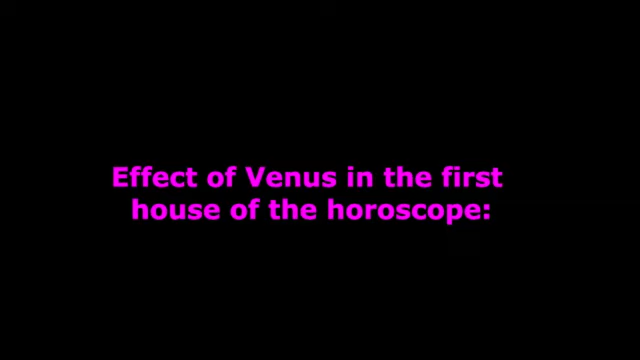 Effect of Venus in the first
house of the horoscope: